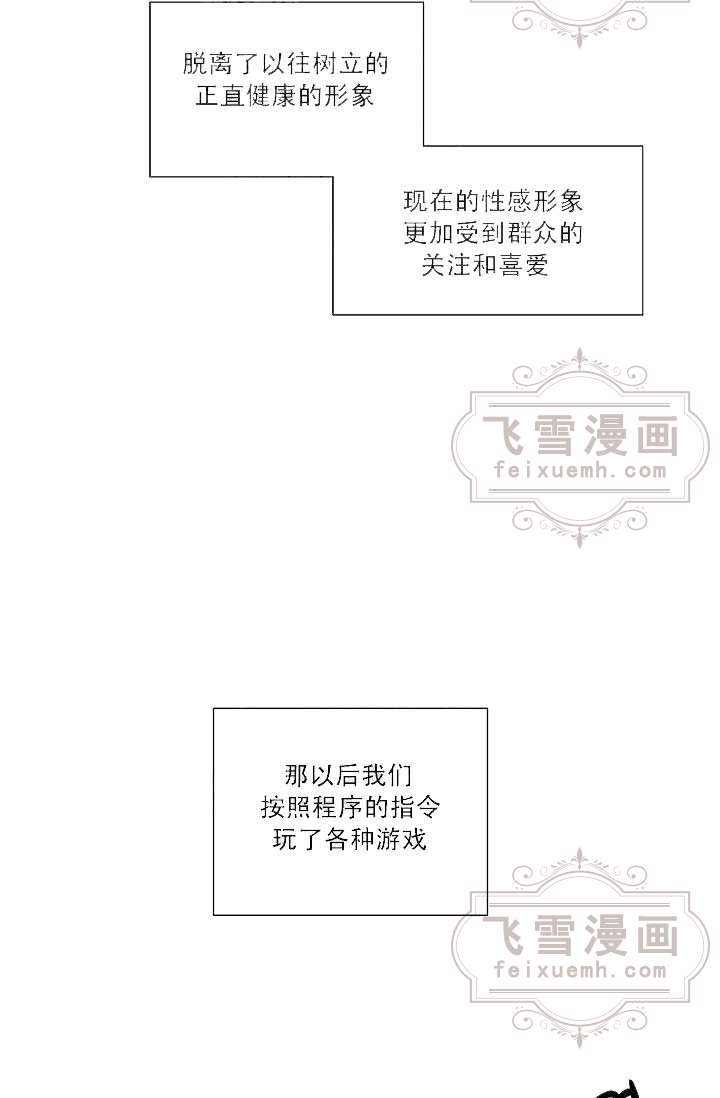 脱离了以往树立的
正直健康的形象
现在的性感形象
更加受到群众的
关注和喜爱
飞雪漫画
feixuemh.com
那以后我们
按照程序的指令
玩了各种游戏
飞雪漫画
feixuemh.com